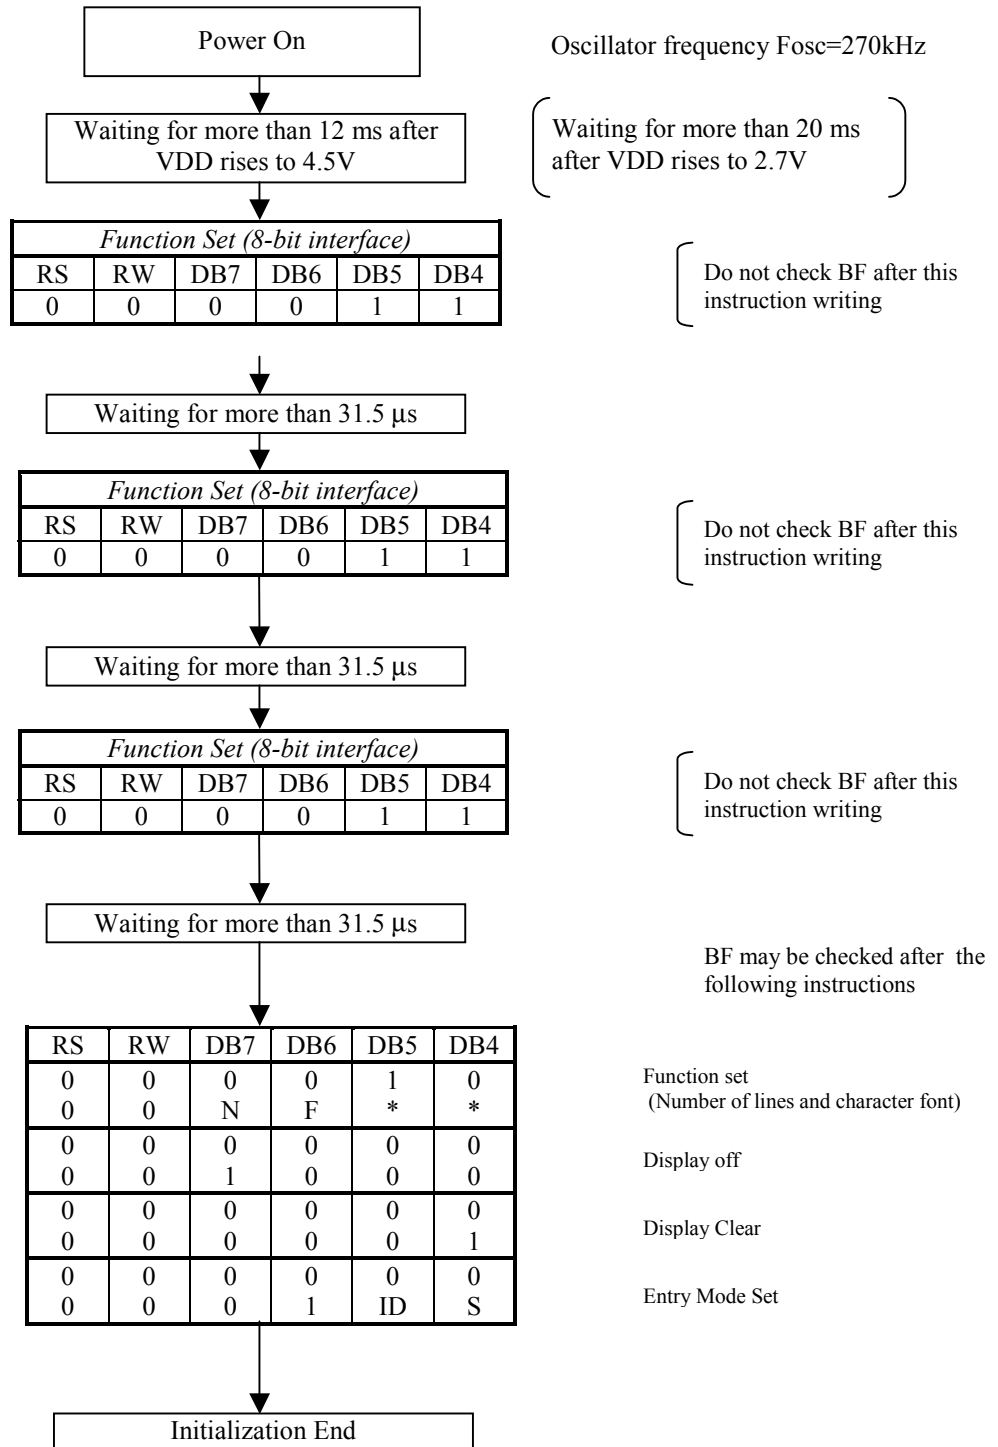 Power On
Oscillator frequency Fosc=270kHz
Waiting for more than 12 ms after
VDD rises to 4.5V
Waiting for more than 20 ms
after VDD rises to 2.7V
Function Set (8-bit interface)
RS RW DB7 DB6 DB5 DB4
0 0 0 0 1 1
Do not check BF after this
instruction writing
Waiting for more than 31.5 μs
Function Set (8-bit interface)
RS RW DB7 DB6 DB5 DB4
0 0 0 0 1 1
Do not check BF after this
instruction writing
Waiting for more than 31.5 μs
Function Set (8-bit interface)
RS RW DB7 DB6 DB5 DB4
0 0 0 0 1 1
Do not check BF after this
instruction writing
Waiting for more than 31.5 μs
BF may be checked after the
following instructions
RS RW DB7 DB6 DB5 DB4
0 0 0 0 1 0
0 0 N F * *
Function set
(Number of lines and character font)
0 0 0 0 0 0
0 0 1 0 0 0
Display off
0 0 0 0 0 0
0 0 0 0 0 1
Display Clear
0 0 0 0 0 0
0 0 0 1 ID S
Entry Mode Set
Initialization End